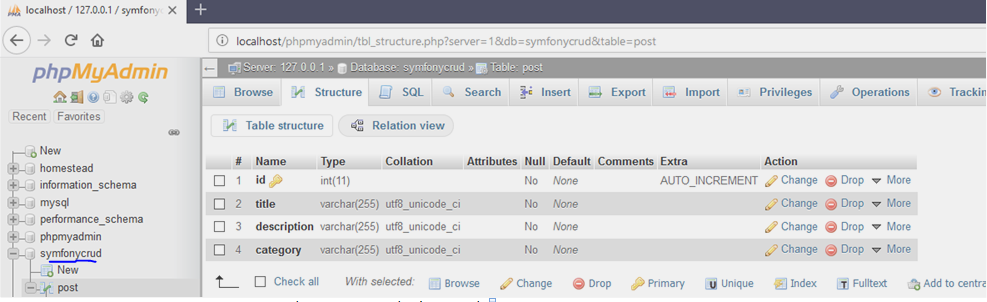 localhost / 127.0.0.1 / symfony
localhost/phpmyadmin/tbl_structure.php?server=1&db=symfonycrud&table=post
phpMyAdmin
Recent Favorites
New
homestead
information_schema
mysql
performance_schema
phpmyadmin
symfonycrud
New
post
Server: 127.0.0.1 » Database: symfonycrud » Table: post
Browse Structure SQL Search Insert Export Import Privileges Operations Trackin
Table structure Relation view
# Name Type Collation Attributes Null Default Comments Extra Action
1 id int(11) No None AUTO_INCREMENT Change Drop More
2 title varchar(255) utf8_unicode_ci No None Change Drop More
3 description varchar(255) utf8_unicode_ci No None Change Drop More
4 category varchar(255) utf8_unicode_ci No None Change Drop More
Check all With selected: Browse Change Drop Primary Unique Index Fulltext Add to centra